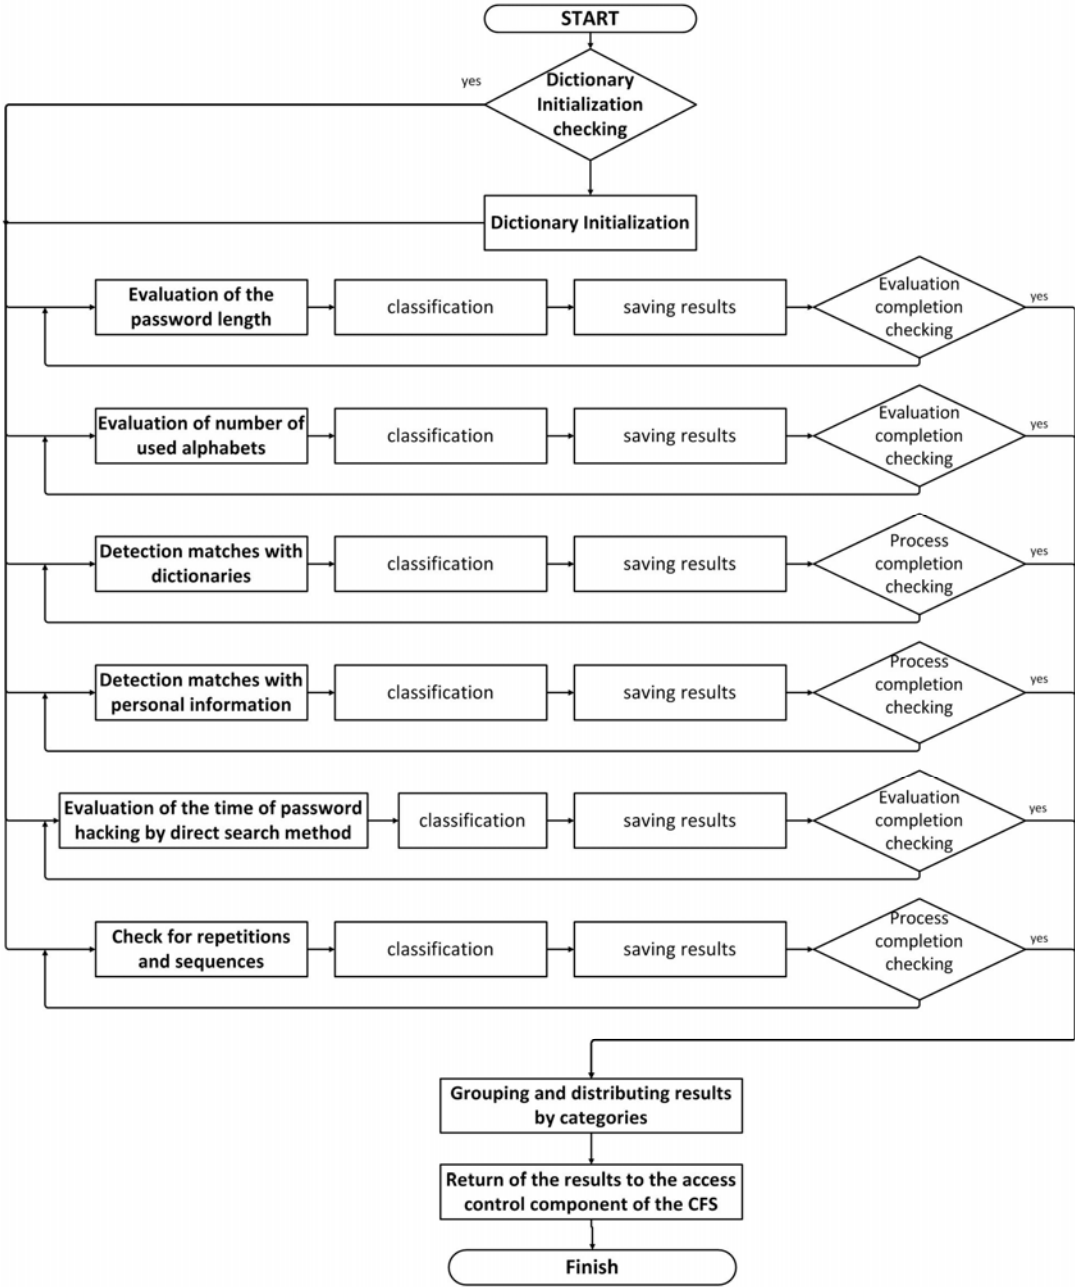 START
yes
Dictionary
Initialization
checking
Dictionary Initialization
Evaluation of the
password length
classification
saving results
Evaluation
completion
checking
yes
Evaluation of number of
used alphabets
classification
saving results
Evaluation
completion
checking
yes
Detection matches with
dictionaries
classification
saving results
Process
completion
checking
yes
Detection matches with
personal information
classification
saving results
Process
completion
checking
yes
Evaluation of the time of password
hacking by direct search method
classification
saving results
Evaluation
completion
checking
yes
Check for repetitions
and sequences
classification
saving results
Process
completion
checking
yes
Grouping and distributing results
by categories
Return of the results to the access
control component of the CFS
Finish